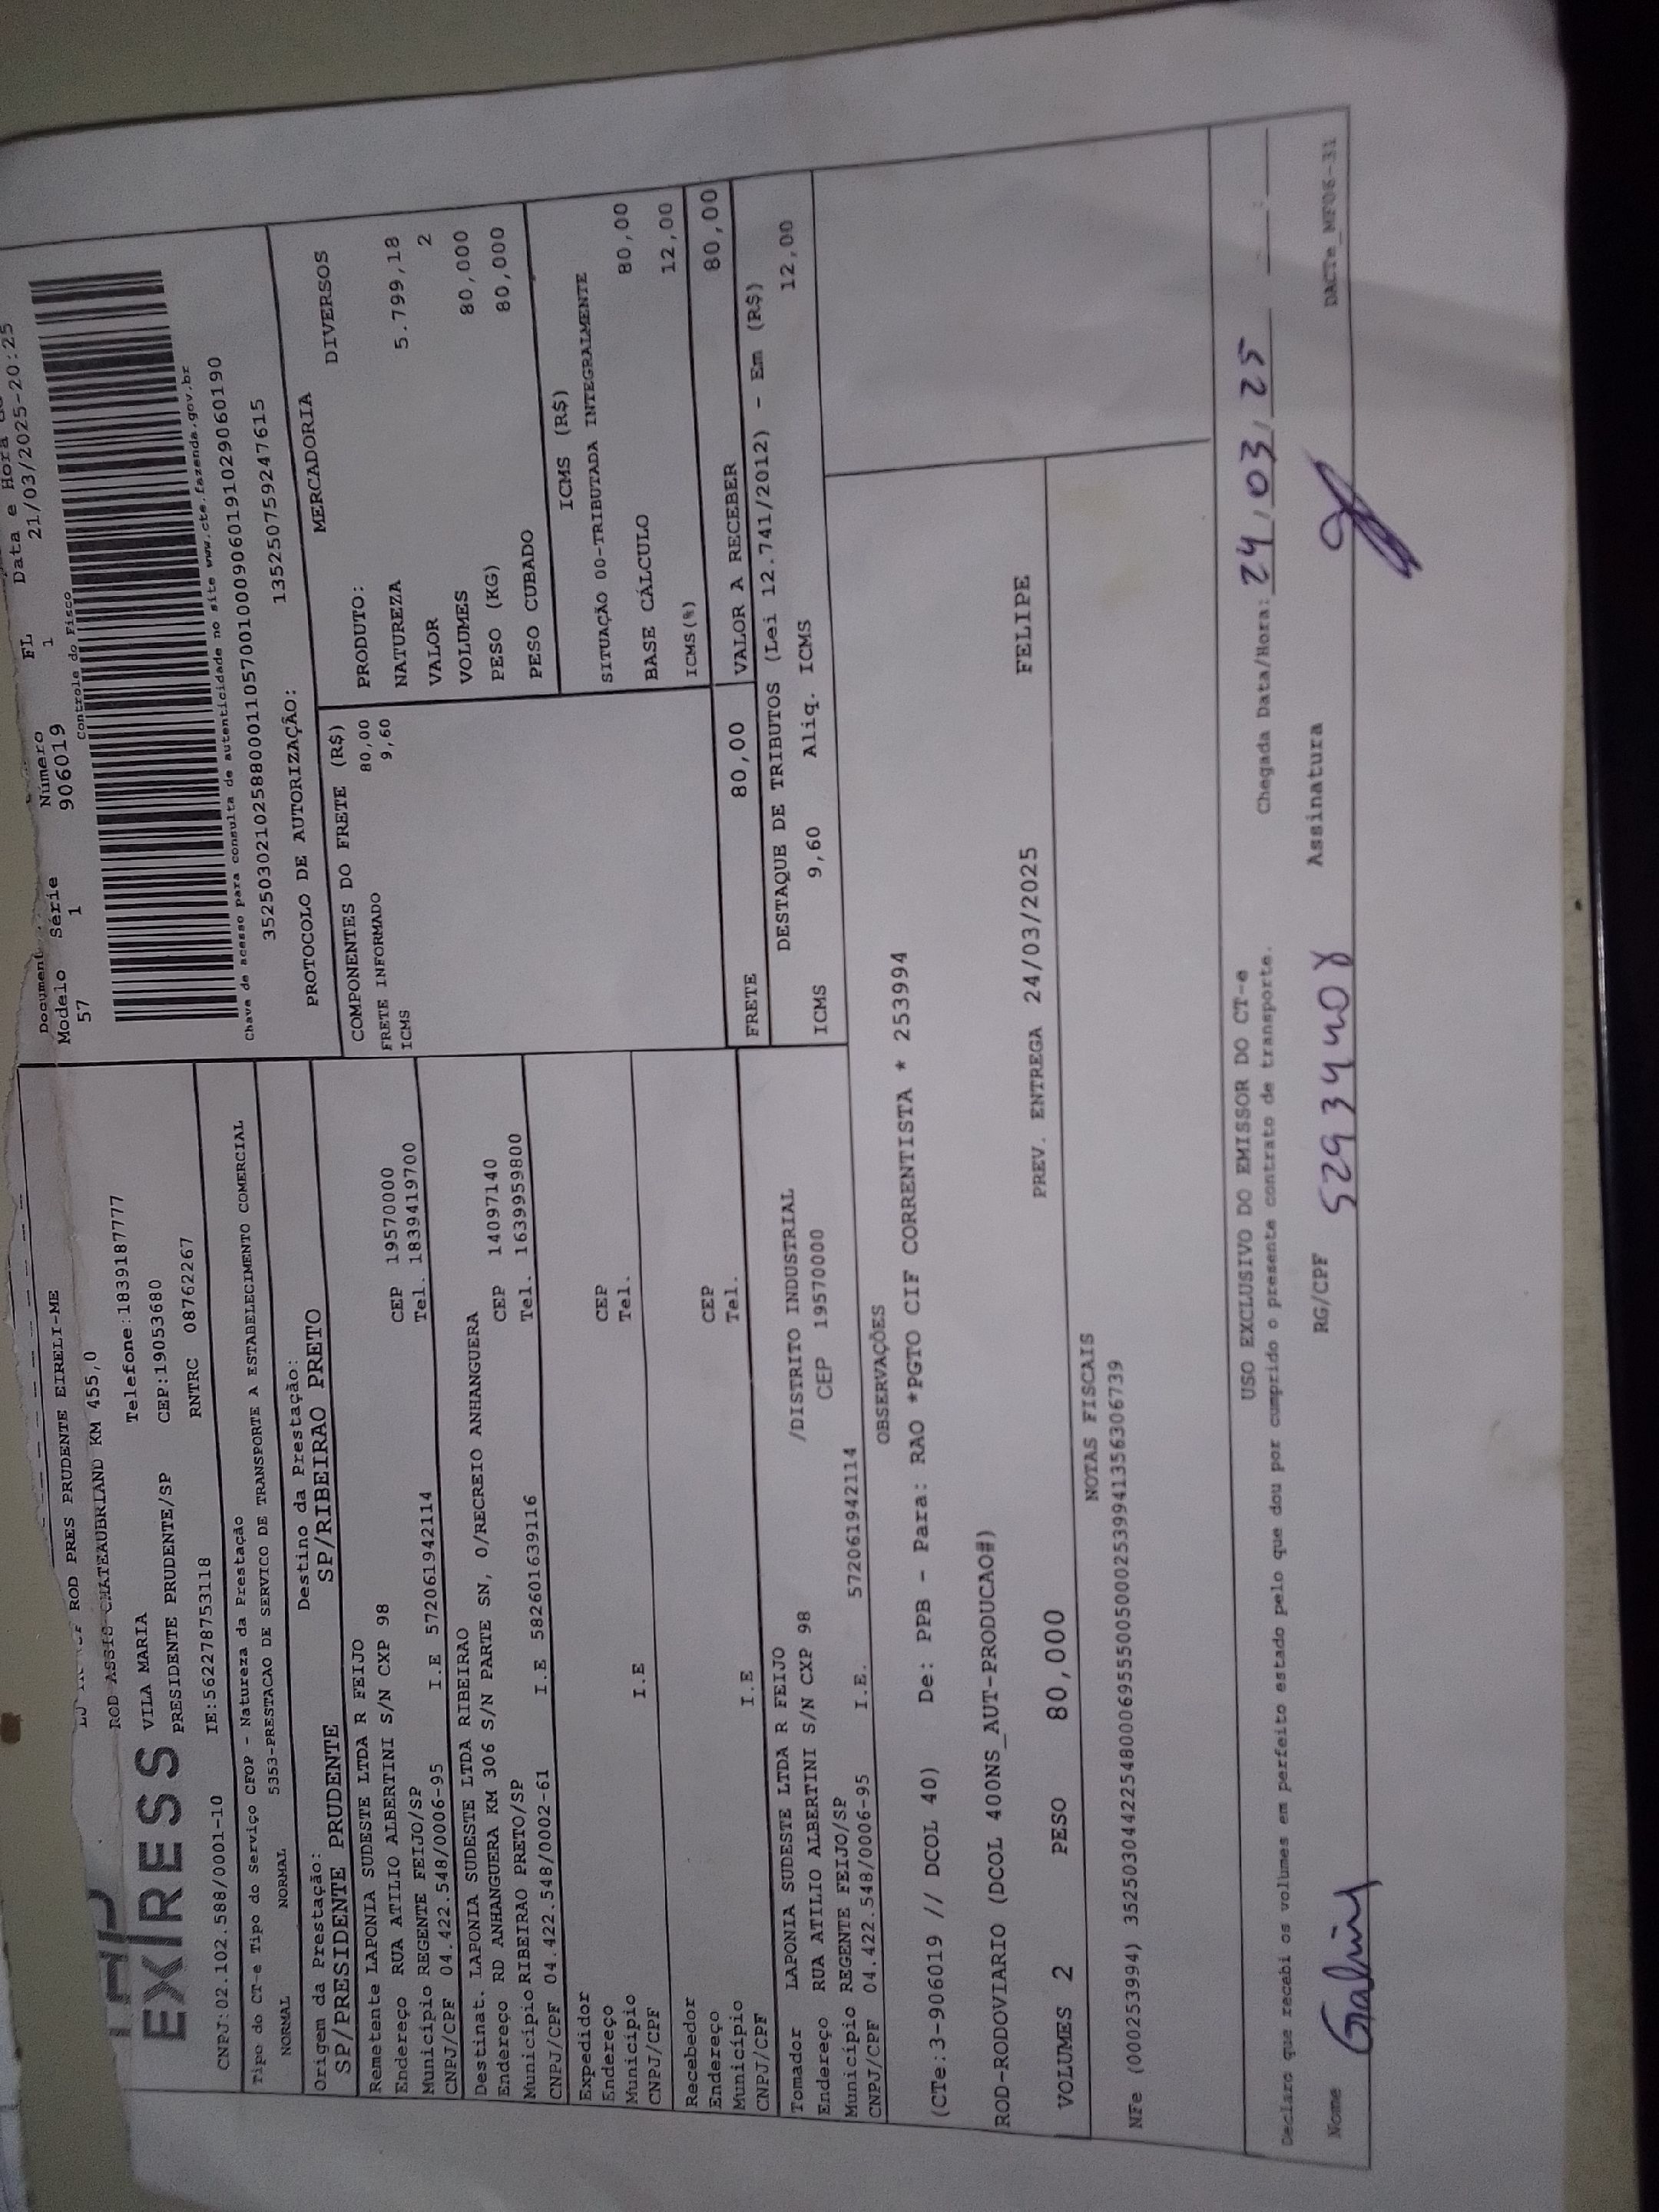 EX/RESS
ROD PRES PRUDENTE EIRELI-ME
ROD ASSIS CHATEAUBRIAND KM 455,0
VILA MARIA Telefone:1839187777
PRESIDENTE PRUDENTE/SP CEP:19053680
CNPJ:02.102.588/0001-10 IE:562278753118 RNTRC 08762267
Data e Hora
Modelo Série Número FL 21/03/2025-20:25
57 1 906019 1
Controle do Fisco
Chave de acesso para consulta de autenticidade no site www.cte.fazenda.gov.br
35250302102588000110570010009060191029060190
PROTOCOLO DE AUTORIZAÇÃO: 135250759247615
Tipo do CT-e Tipo do Serviço CFOP - Natureza da Prestação
NORMAL NORMAL 5353-PRESTACAO DE SERVICO DE TRANSPORTE A ESTABELECIMENTO COMERCIAL
Origem da Prestação: Destino da Prestação:
SP/PRESIDENTE PRUDENTE SP/RIBEIRAO PRETO
Remetente LAPONIA SUDESTE LTDA R FEIJO
Endereço RUA ATILIO ALBERTINI S/N CXP 98 CEP 19570000
Município REGENTE FEIJO/SP Tel. 1839419700
CNPJ/CPF 04.422.548/0006-95 I.E 572061942114
Destinat. LAPONIA SUDESTE LTDA RIBEIRAO
Endereço RD ANHANGUERA KM 306 S/N PARTE SN, 0/RECREIO ANHANGUERA
Município RIBEIRAO PRETO/SP CEP 14097140
CNPJ/CPF 04.422.548/0002-61 I.E 582601639116 Tel. 1639959800
Expedidor
Endereço
Município CEP
CNPJ/CPF I.E Tel.
Recebedor
Endereço
Município CEP
CNPJ/CPF I.E Tel.
Tomador LAPONIA SUDESTE LTDA R FEIJO
Endereço RUA ATILIO ALBERTINI S/N CXP 98 /DISTRITO INDUSTRIAL
Município REGENTE FEIJO/SP CEP 19570000
CNPJ/CPF 04.422.548/0006-95 I.E. 572061942114
COMPONENTES DO FRETE (R$)
FRETE INFORMADO 80,00
ICMS 9,60
FRETE 80,00
MERCADORIA
PRODUTO: DIVERSOS
NATUREZA
VALOR 5.799,18
VOLUMES 2
PESO (KG) 80,000
PESO CUBADO 80,000
ICMS (R$)
SITUAÇÃO 00-TRIBUTADA INTEGRALMENTE
BASE CÁLCULO 80,00
ICMS(%) 12,00
VALOR A RECEBER 80,00
DESTAQUE DE TRIBUTOS (Lei 12.741/2012) - Em (R$)
ICMS 9,60 Aliq. ICMS 12,00
OBSERVAÇÕES
(CTe:3-906019 // DCOL 40) De: PPB - Para: RAO *PGTO CIF CORRENTISTA * 253994
ROD-RODOVIARIO (DCOL 400NS_AUT-PRODUCAO#)
VOLUMES 2 PESO 80,000 PREV. ENTREGA 24/03/2025 FELIPE
NOTAS FISCAIS
NFe (000253994) 35250304422548000695550050002539941356306739
USO EXCLUSIVO DO EMISSOR DO CT-e
Declaro que recebi os volumes em perfeito estado pelo que dou por cumprido o presente contrato de transporte. Chegada Data/Hora: 24/03/25
Nome RG/CPF 52934408 Assinatura
DACTe_MF06-31